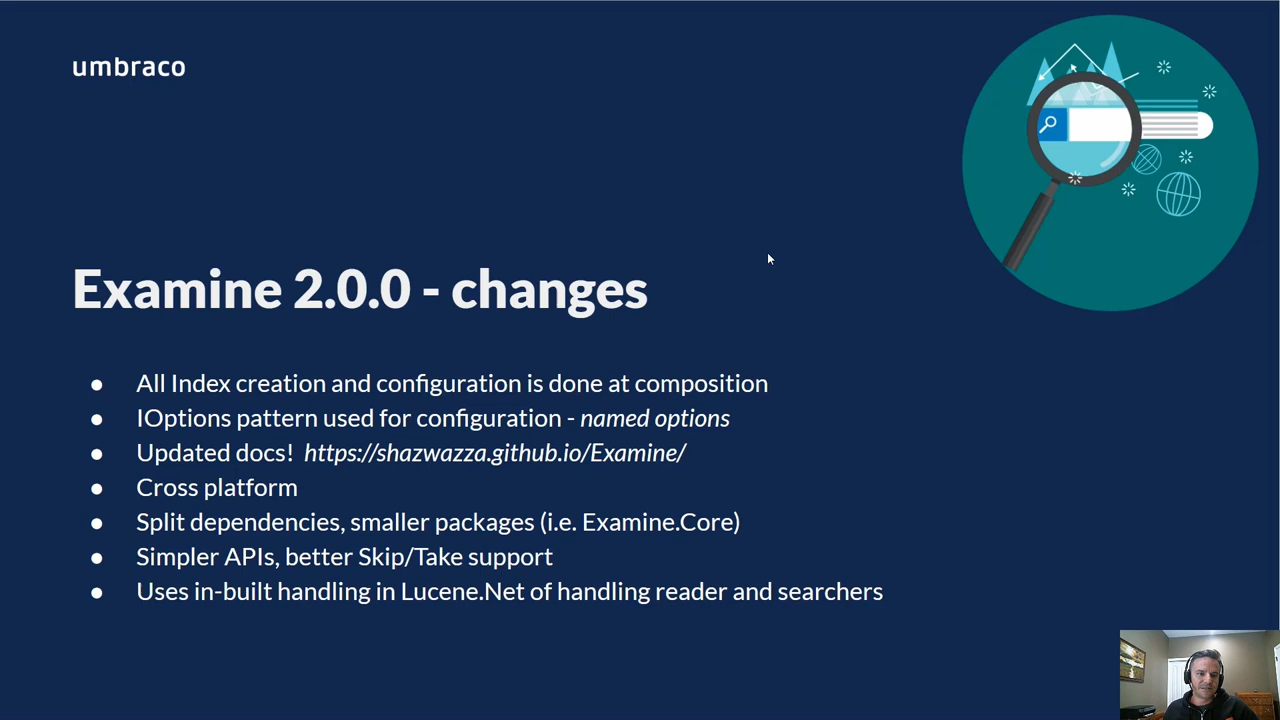 umbraco
Examine 2.0.0 - changes
● All Index creation and configuration is done at composition
● IOptions pattern used for configuration - named options
● Updated docs!  https://shazwazza.github.io/Examine/
● Cross platform
● Split dependencies, smaller packages (i.e. Examine.Core)
● Simpler APIs, better Skip/Take support
● Uses in-built handling in Lucene.Net of handling reader and searchers